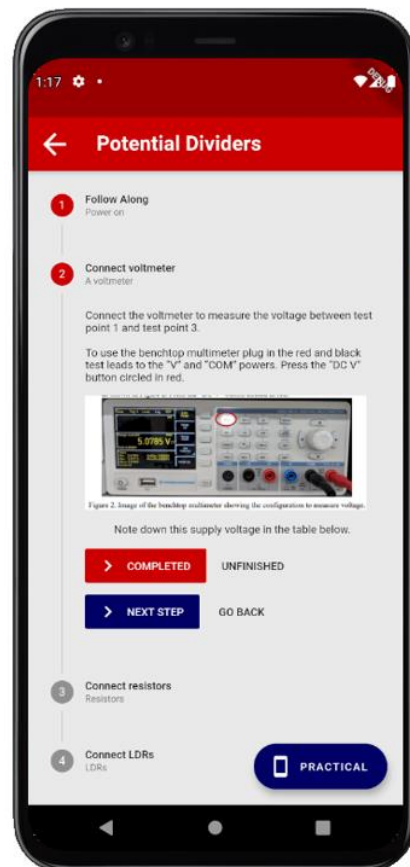 1:17
DEBUG
Potential Dividers
1
Follow Along
Power on
2
Connect voltmeter
A voltmeter
Connect the voltmeter to measure the voltage between test
point 1 and test point 3.
To use the benchtop multimeter plug in the red and black
test leads to the "V" and "COM" powers. Press the "DC V"
button circled in red.
5.0785 V
Figure 2. Image of the benchtop multimeter showing the configuration to measure voltage.
Note down this supply voltage in the table below.
COMPLETED UNFINISHED
NEXT STEP GO BACK
3
Connect resistors
Resistors
4
Connect LDRs
LDRs
PRACTICAL